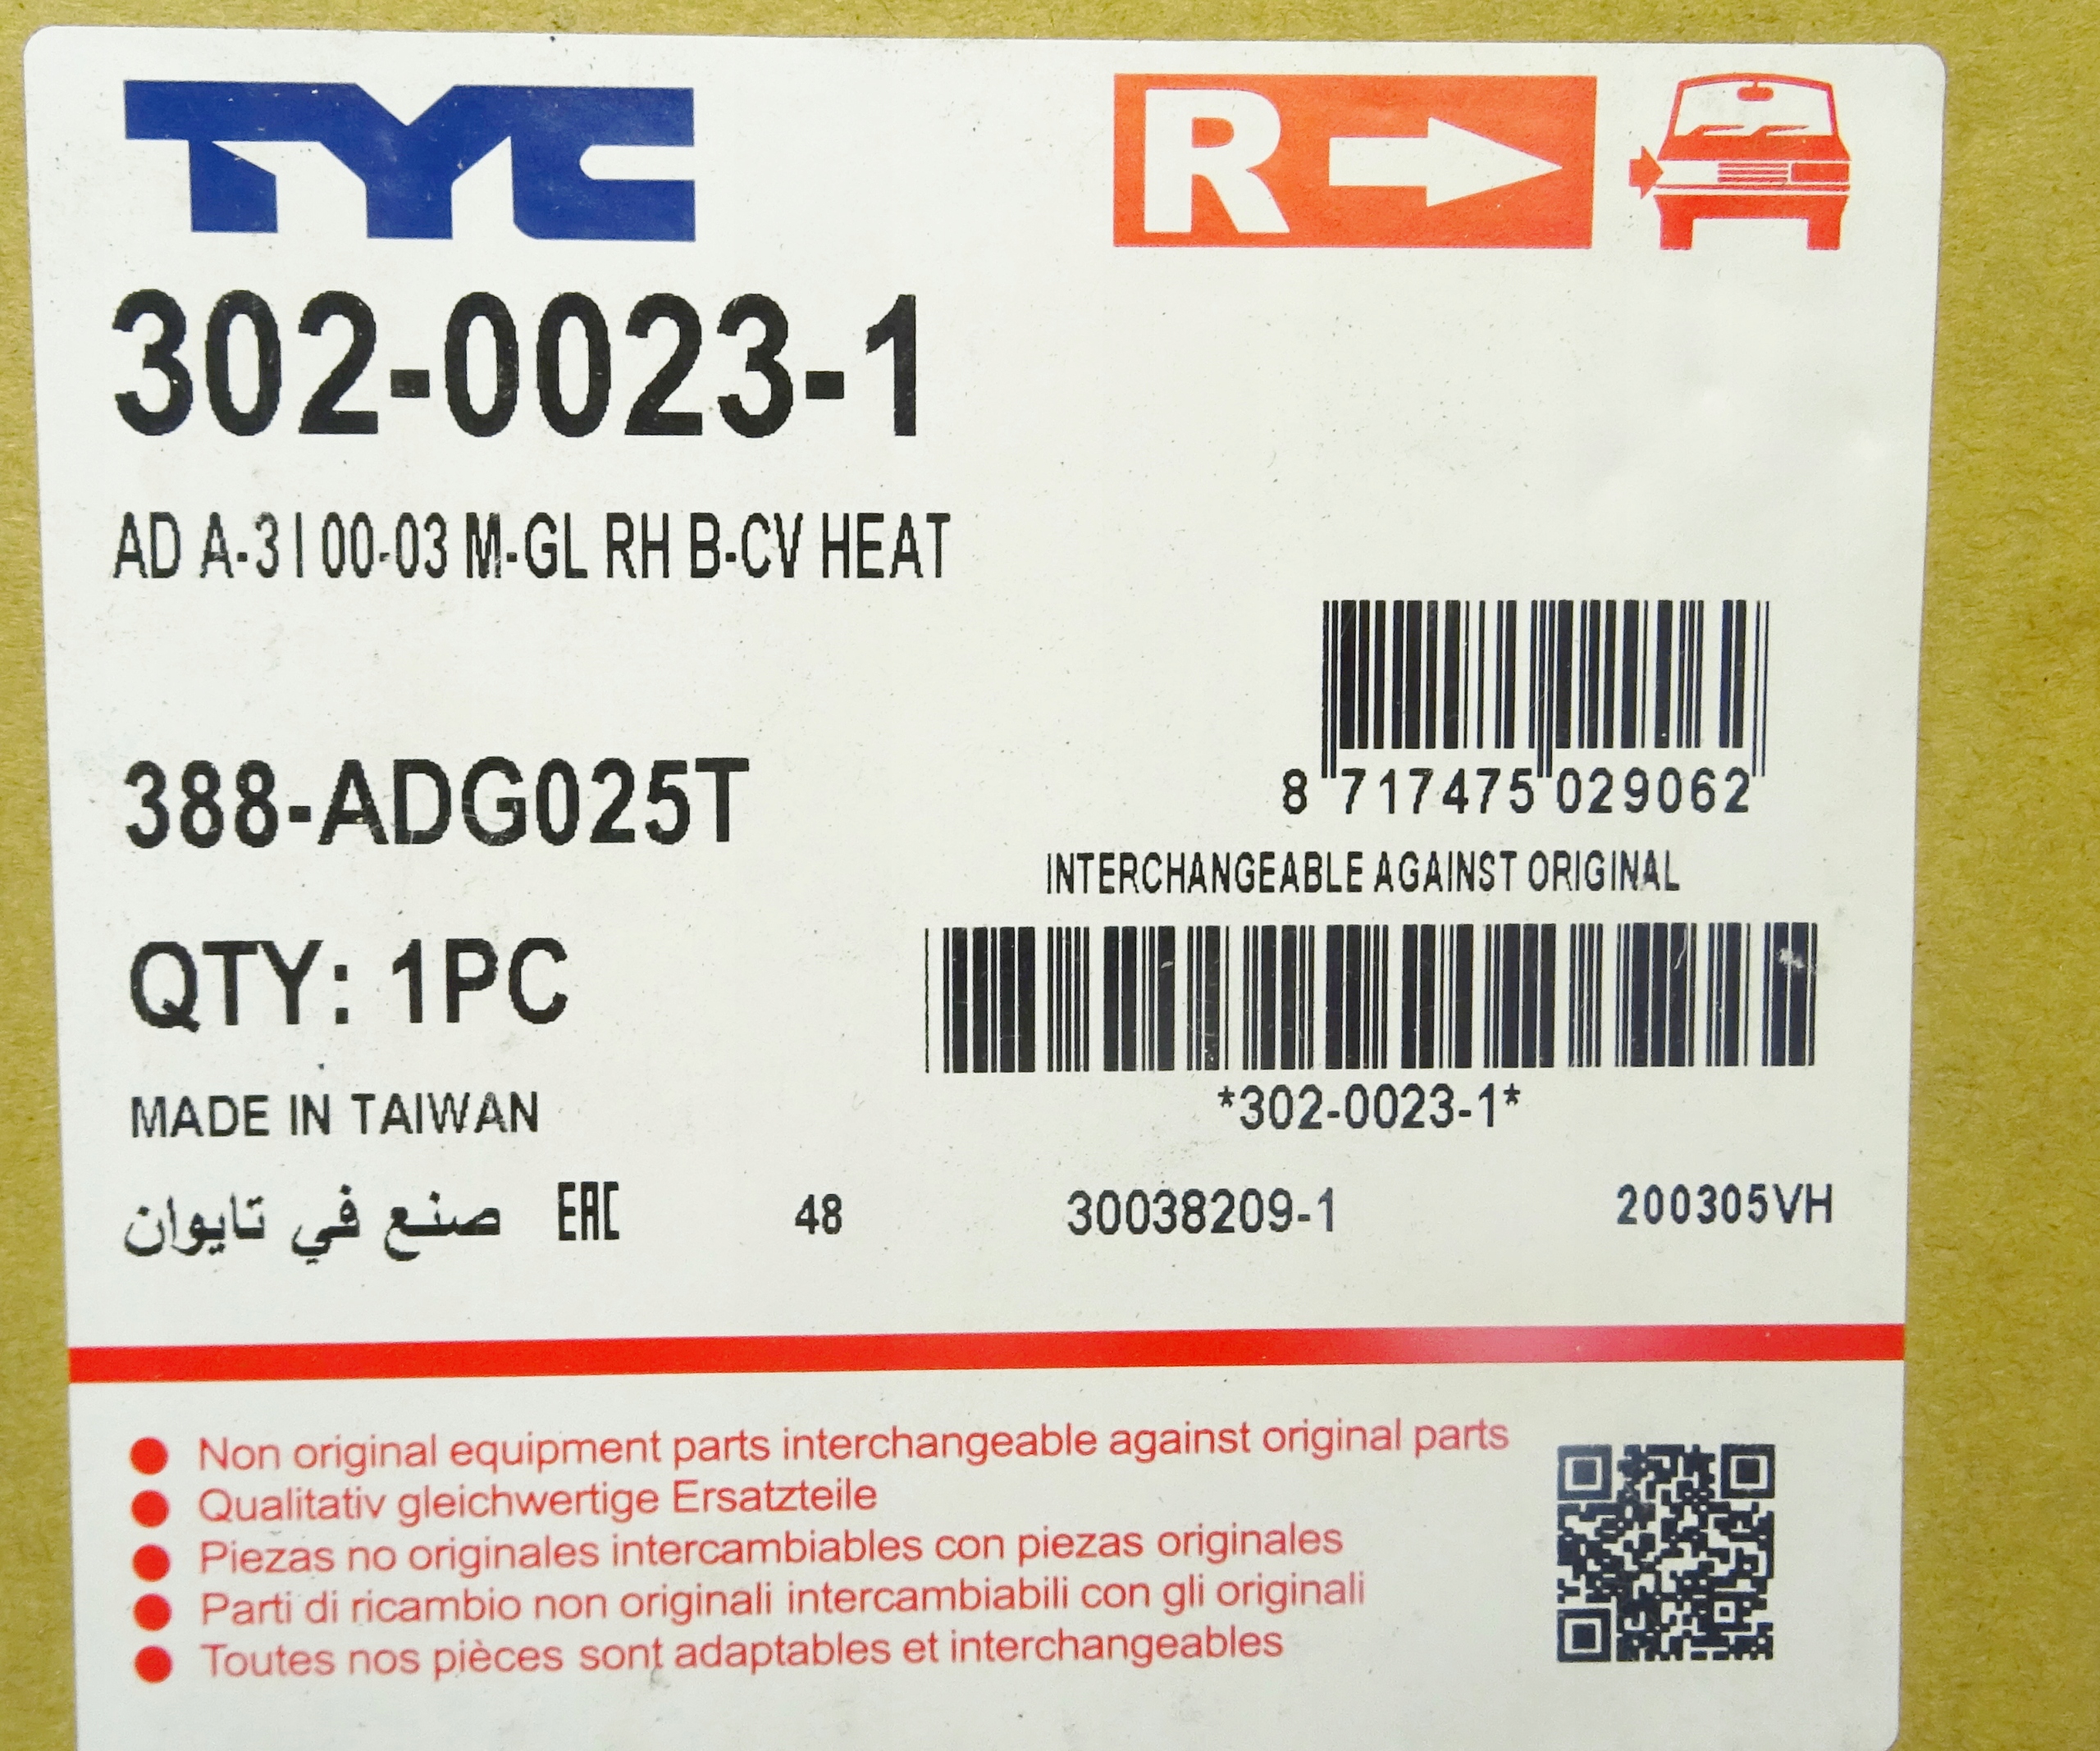 TYC
R
302-0023-1
AD A-3 I 00-03 M-GL RH B-CV HEAT
388-ADG025T
8 717475 029062
INTERCHANGEABLE AGAINST ORIGINAL
QTY: 1PC
*302-0023-1*
MADE IN TAIWAN
صنع في تايوان EAC 48 30038209-1 200305VH
Non original equipment parts interchangeable against original parts
Qualitativ gleichwertige Ersatzteile
Piezas no originales intercambiables con piezas originales
Parti di ricambio non originali intercambiabili con gli originali
Toutes nos pièces sont adaptables et interchangeables